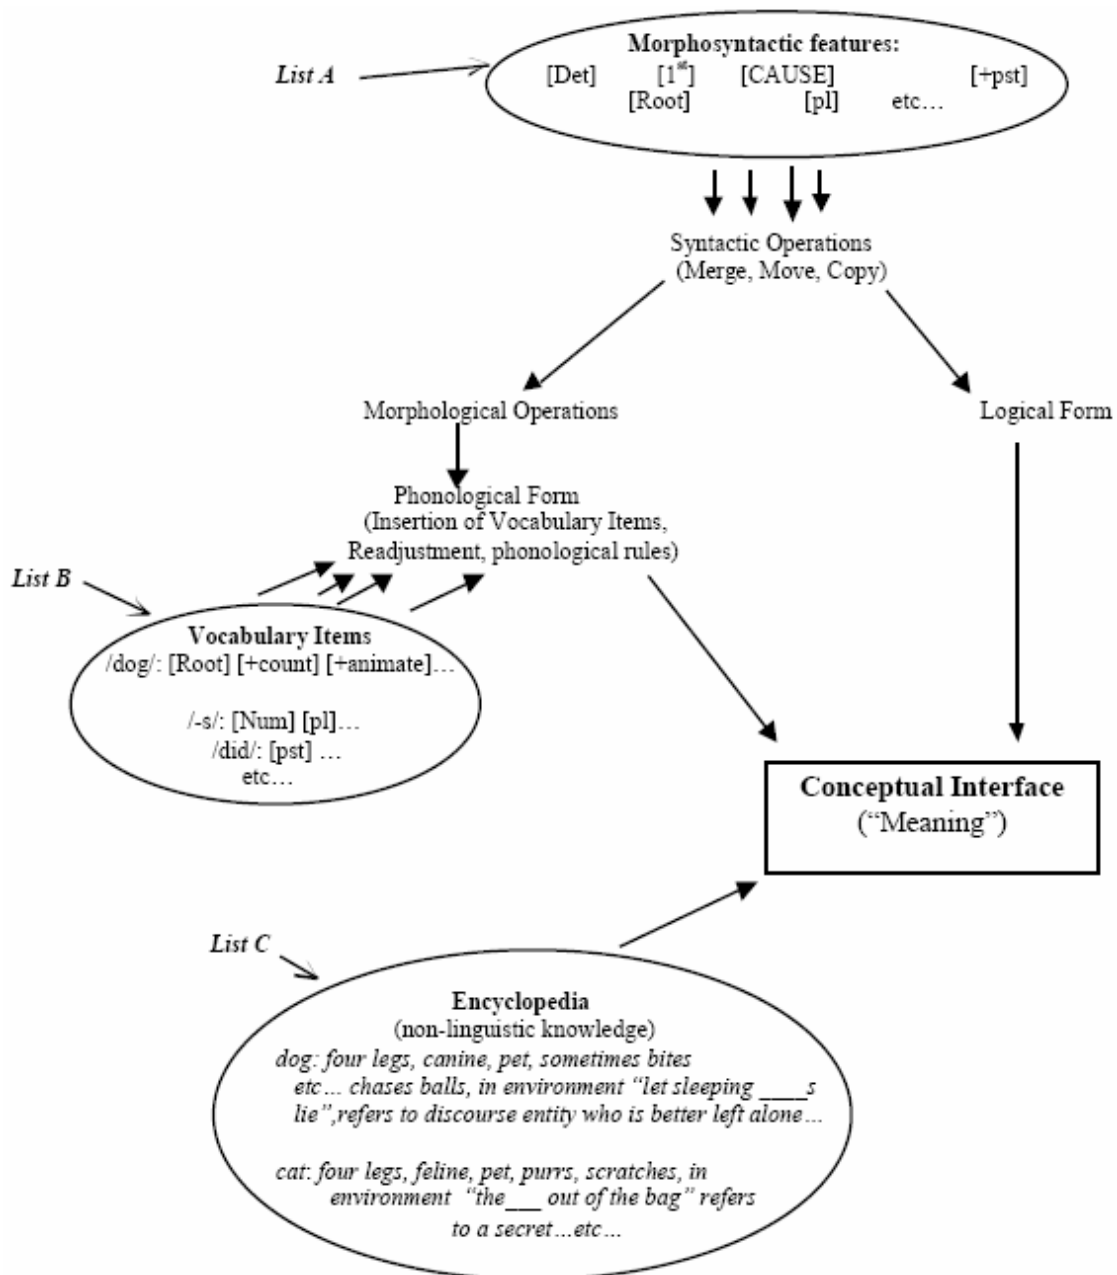 List A
Morphosyntactic features:
[Det] [1st] [CAUSE] [+pst]
[Root] [pl] etc…
Syntactic Operations
(Merge, Move, Copy)
Morphological Operations
Logical Form
Phonological Form
(Insertion of Vocabulary Items,
Readjustment, phonological rules)
List B
Vocabulary Items
/dog/: [Root] [+count] [+animate]…
/-s/: [Num] [pl]…
/did/: [pst] …
etc…
Conceptual Interface
(“Meaning”)
List C
Encyclopedia
(non-linguistic knowledge)
dog: four legs, canine, pet, sometimes bites
etc… chases balls, in environment “let sleeping ____s
lie”,refers to discourse entity who is better left alone…
cat: four legs, feline, pet, purrs, scratches, in
environment “the___ out of the bag” refers
to a secret…etc…